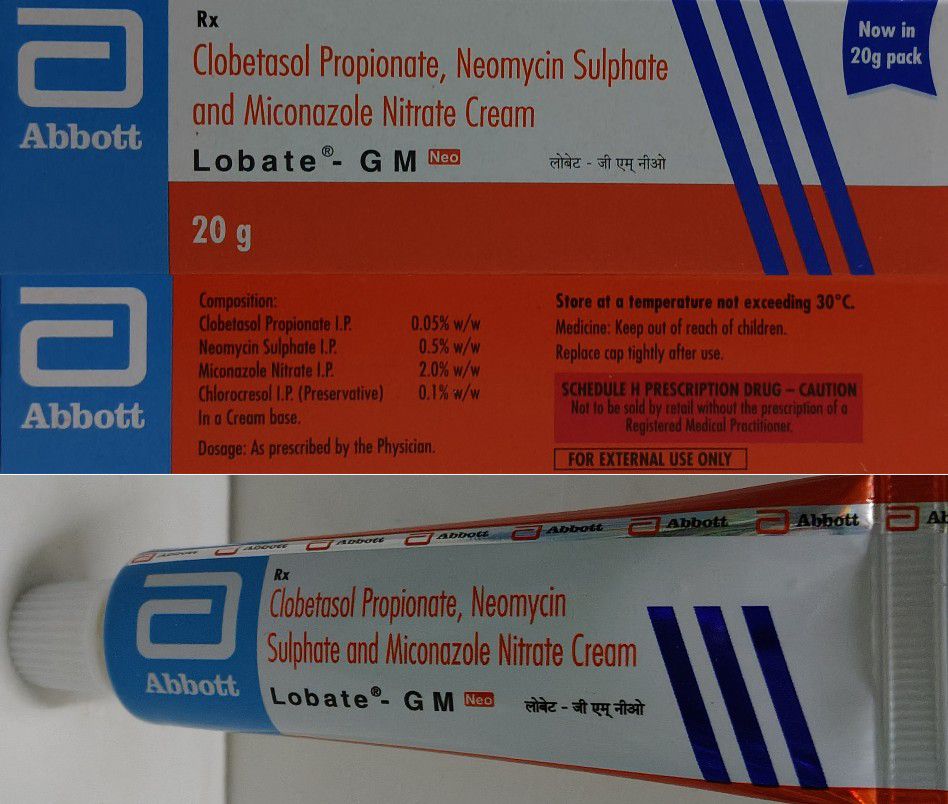 Abbott
Rx
Clobetasol Propionate, Neomycin Sulphate
and Miconazole Nitrate Cream
Lobate®- G M Neo
लोबेट - जी एम् नीओ
Now in
20g pack
20 g
Abbott
Composition:
Clobetasol Propionate I.P. 0.05% w/w
Neomycin Sulphate I.P. 0.5% w/w
Miconazole Nitrate I.P. 2.0% w/w
Chlorocresol I.P. (Preservative) 0.1% w/w
In a Cream base.
Dosage: As prescribed by the Physician.
Store at a temperature not exceeding 30°C.
Medicine: Keep out of reach of children.
Replace cap tightly after use.
SCHEDULE H PRESCRIPTION DRUG – CAUTION
Not to be sold by retail without the prescription of a
Registered Medical Practitioner.
FOR EXTERNAL USE ONLY
Abbott Abbott Abbott Abbott Abbott Abbott Abbott Ab
Abbott
Rx
Clobetasol Propionate, Neomycin
Sulphate and Miconazole Nitrate Cream
Lobate®- G M Neo
लोबेट - जी एम् नीओ